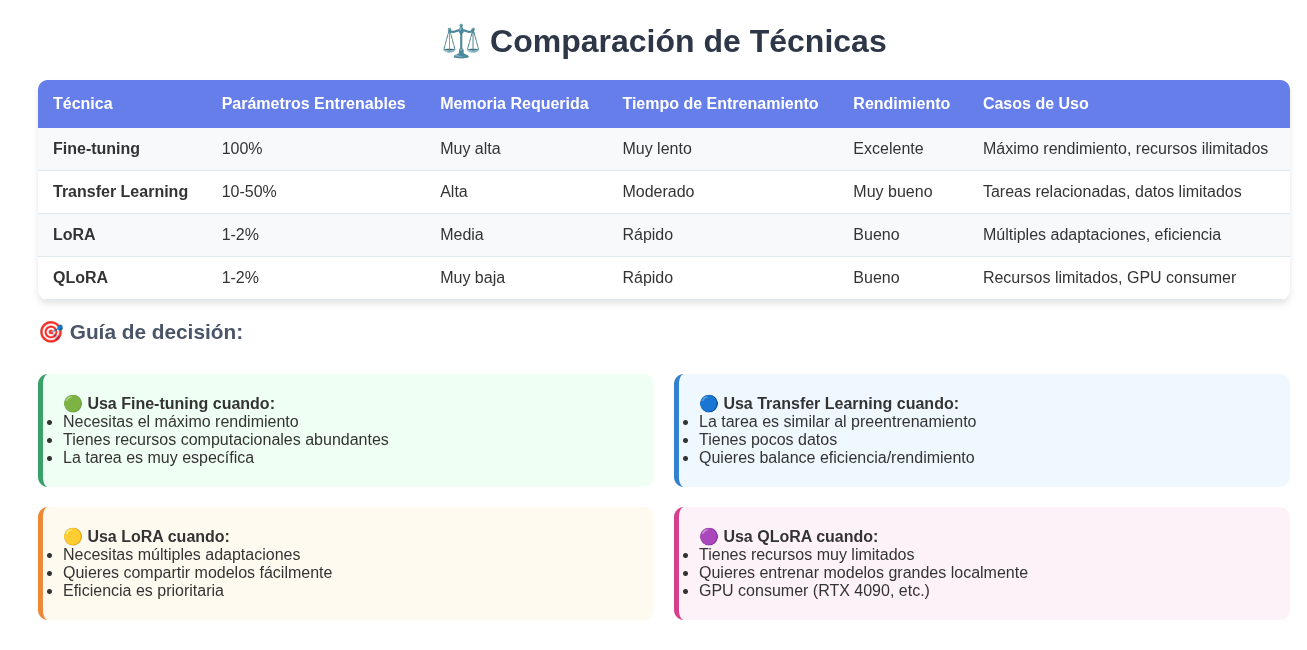 ⚖️ Comparación de Técnicas
Técnica Parámetros Entrenables Memoria Requerida Tiempo de Entrenamiento Rendimiento Casos de Uso
Fine-tuning 100% Muy alta Muy lento Excelente Máximo rendimiento, recursos ilimitados
Transfer Learning 10-50% Alta Moderado Muy bueno Tareas relacionadas, datos limitados
LoRA 1-2% Media Rápido Bueno Múltiples adaptaciones, eficiencia
QLoRA 1-2% Muy baja Rápido Bueno Recursos limitados, GPU consumer
🎯 Guía de decisión:
🟢 Usa Fine-tuning cuando:
• Necesitas el máximo rendimiento
• Tienes recursos computacionales abundantes
• La tarea es muy específica
🔵 Usa Transfer Learning cuando:
• La tarea es similar al preentrenamiento
• Tienes pocos datos
• Quieres balance eficiencia/rendimiento
🟡 Usa LoRA cuando:
• Necesitas múltiples adaptaciones
• Quieres compartir modelos fácilmente
• Eficiencia es prioritaria
🟣 Usa QLoRA cuando:
• Tienes recursos muy limitados
• Quieres entrenar modelos grandes localmente
• GPU consumer (RTX 4090, etc.)